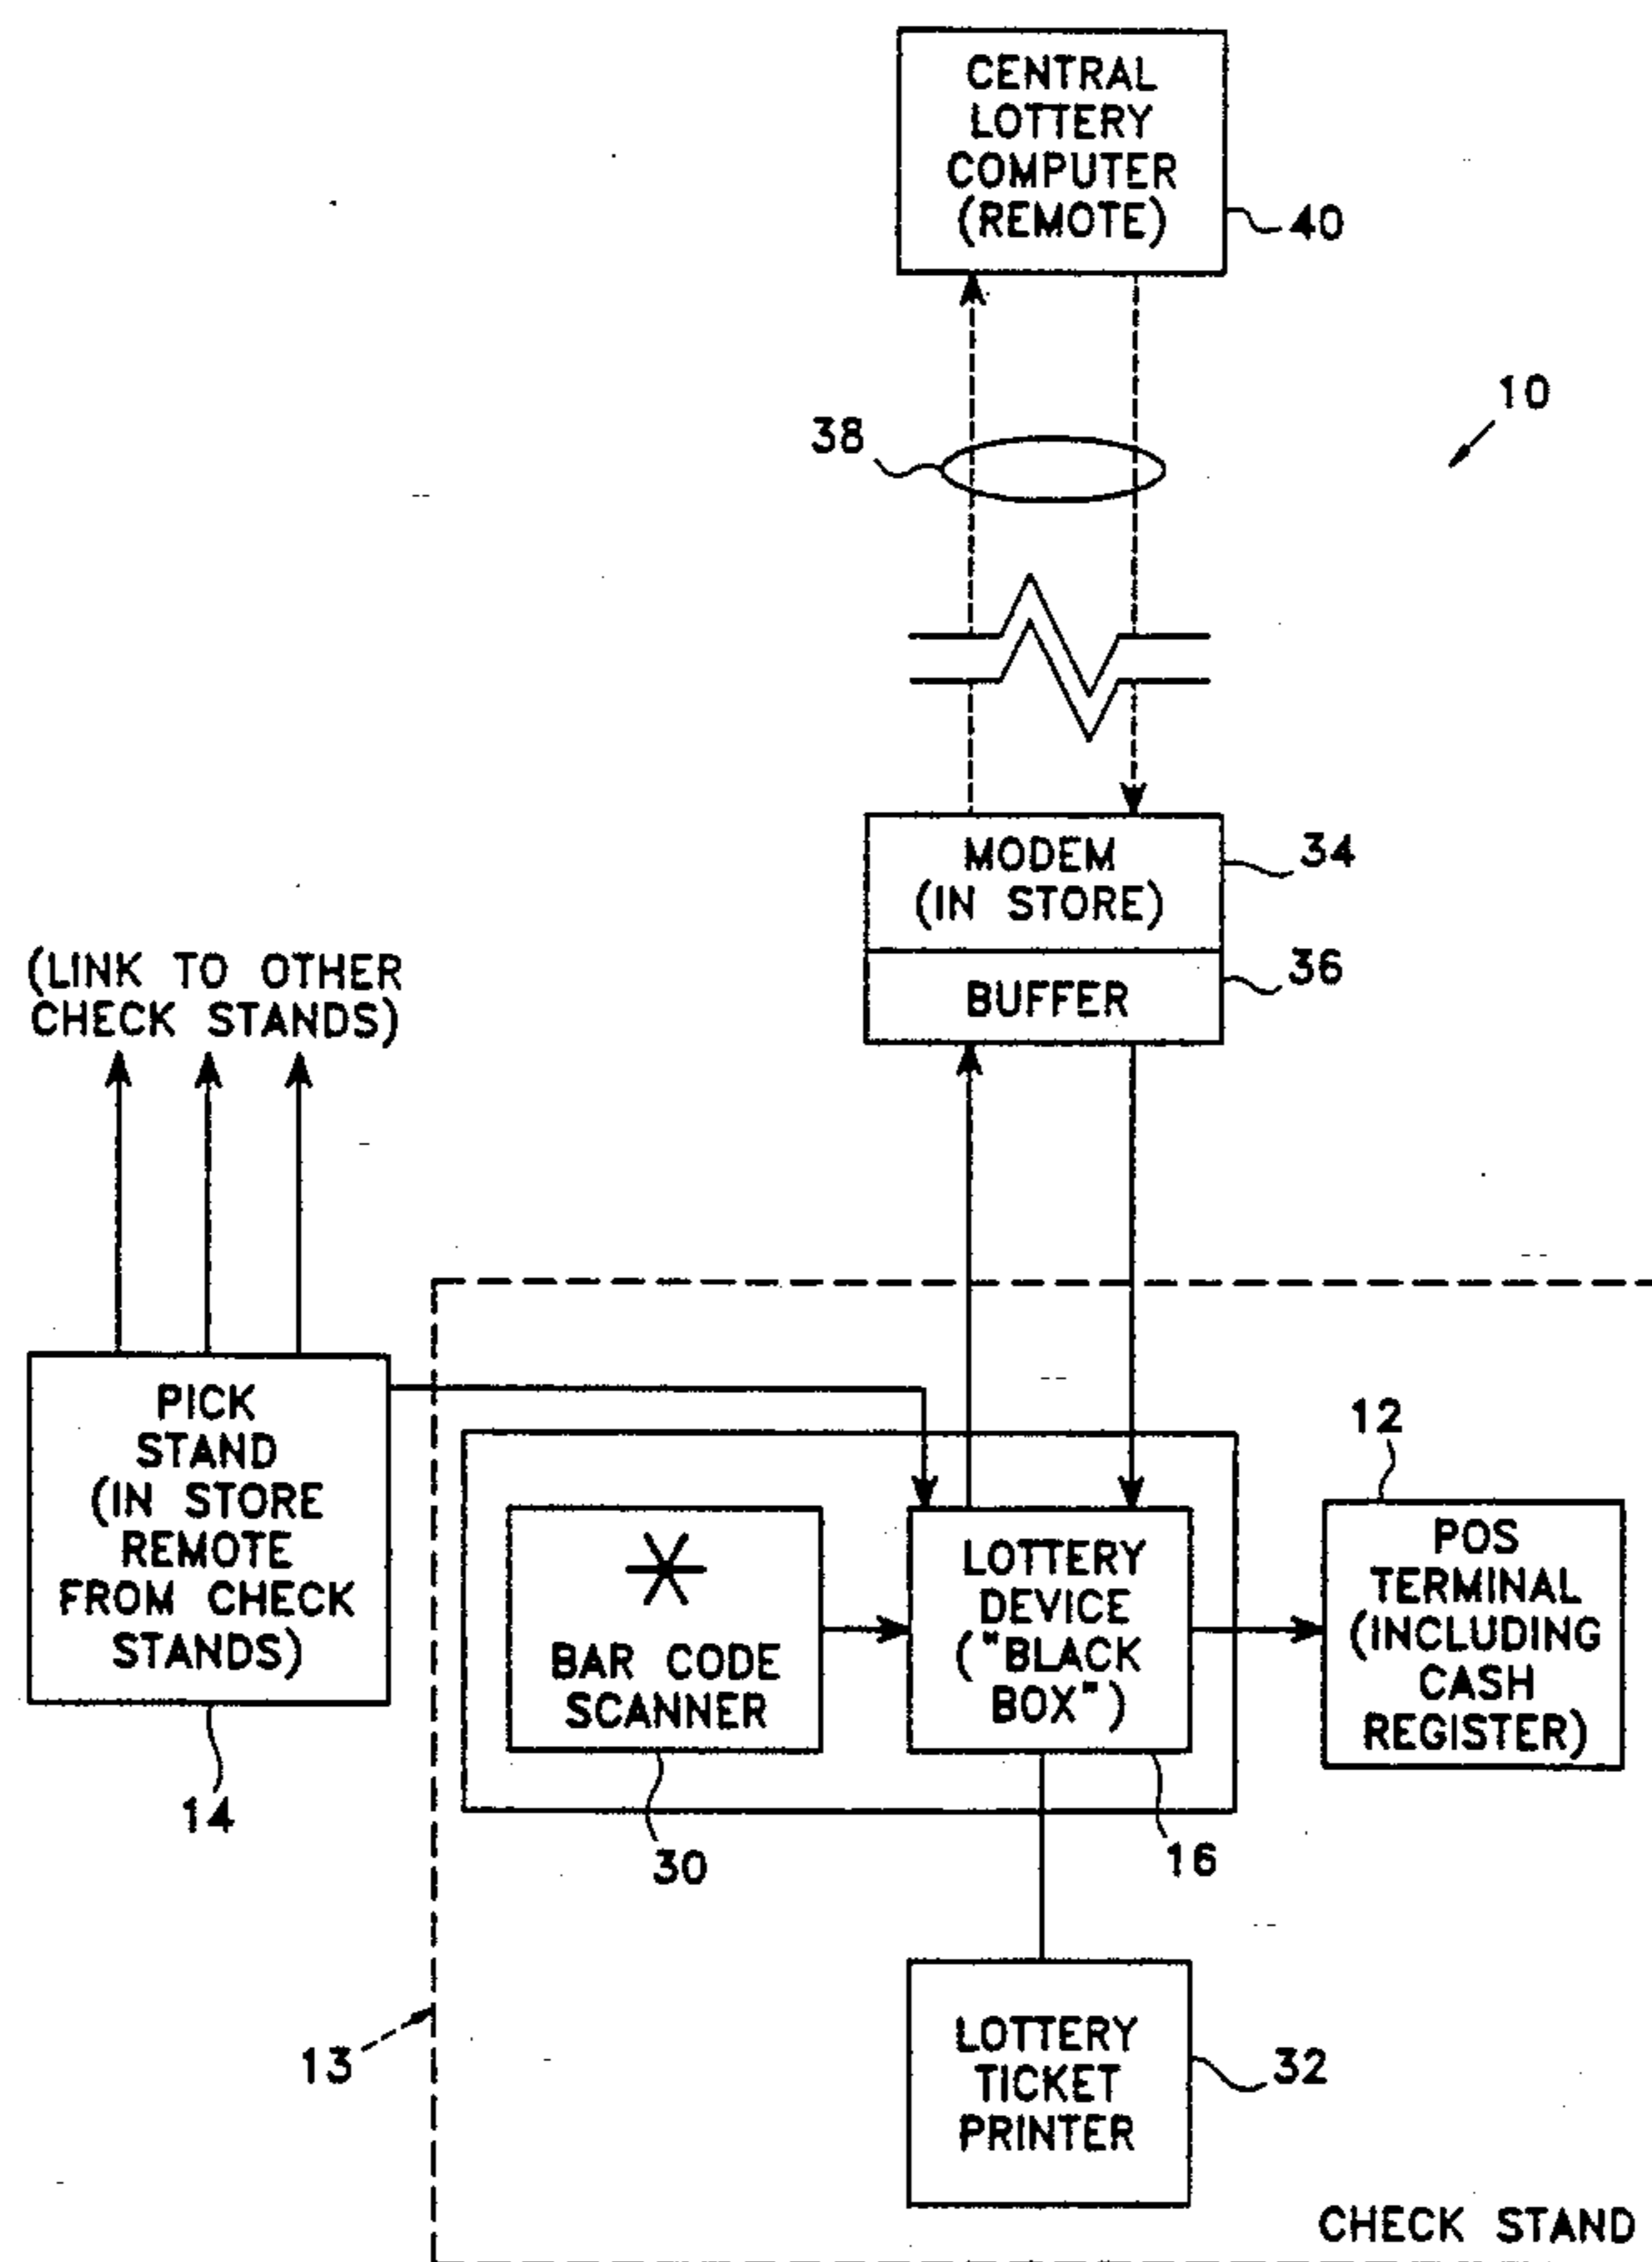 CENTRAL
LOTTERY
COMPUTER
(REMOTE)
40
10
38
MODEM
(IN STORE)
34
BUFFER
36
(LINK TO OTHER
CHECK STANDS)
PICK
STAND
(IN STORE
REMOTE
FROM CHECK
STANDS)
14
BAR CODE
SCANNER
30
LOTTERY
DEVICE
("BLACK
BOX")
16
12
POS
TERMINAL
(INCLUDING
CASH
REGISTER)
13
LOTTERY
TICKET
PRINTER
32
CHECK STAND